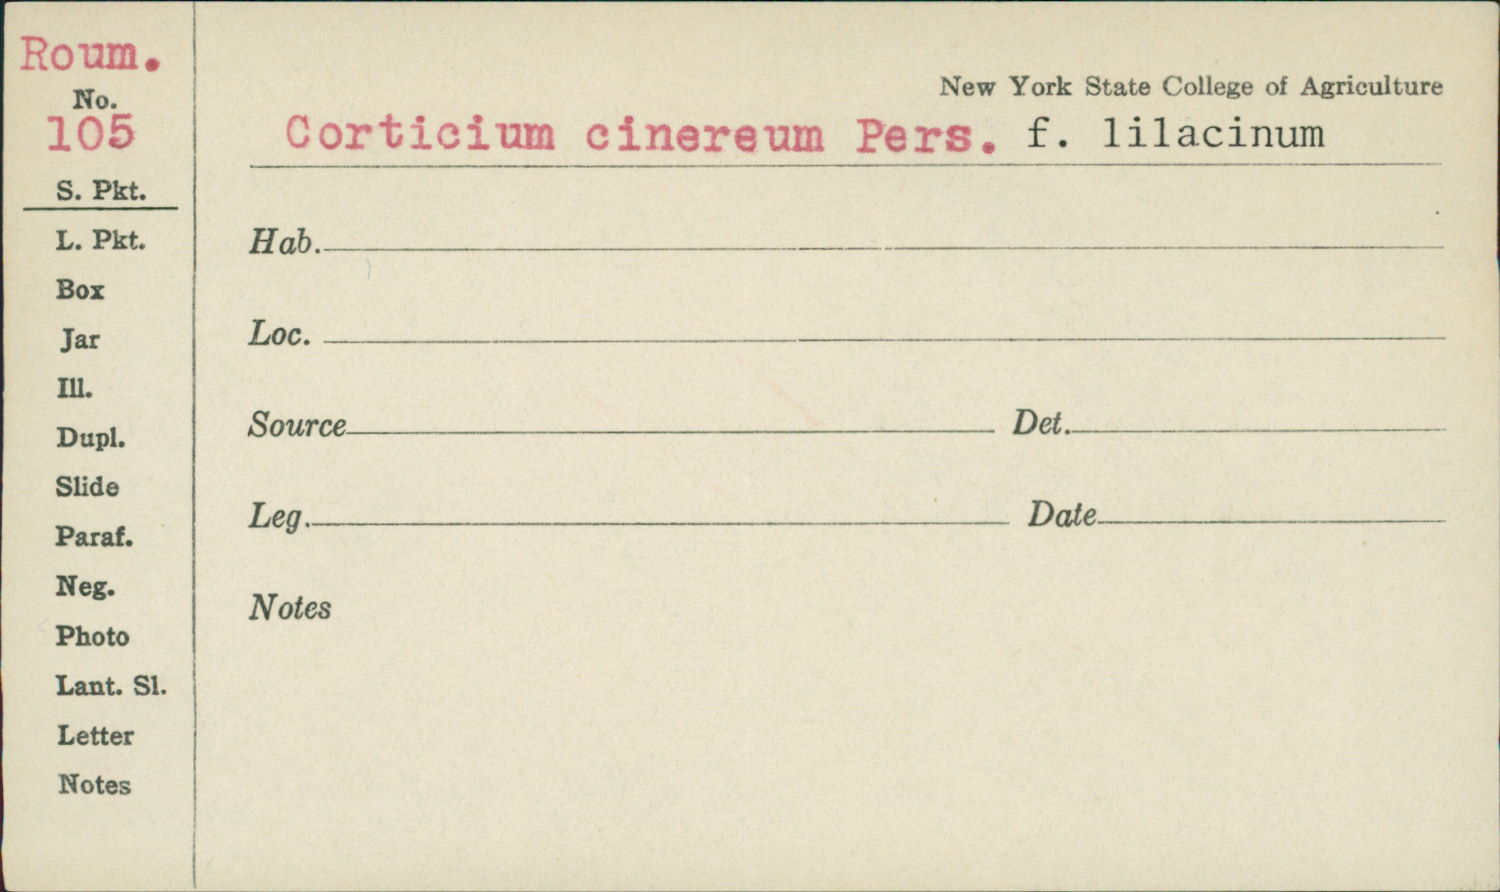 Roum.
No.
105
S. Pkt.
L. Pkt.
Box
Jar
Ill.
Dupl.
Slide
Paraf.
Neg.
Photo
Lant. Sl.
Letter
Notes
New York State College of Agriculture
Corticium cinereum Pers. f. lilacinum
Hab.
Loc.
Source Det.
Leg. Date
Notes